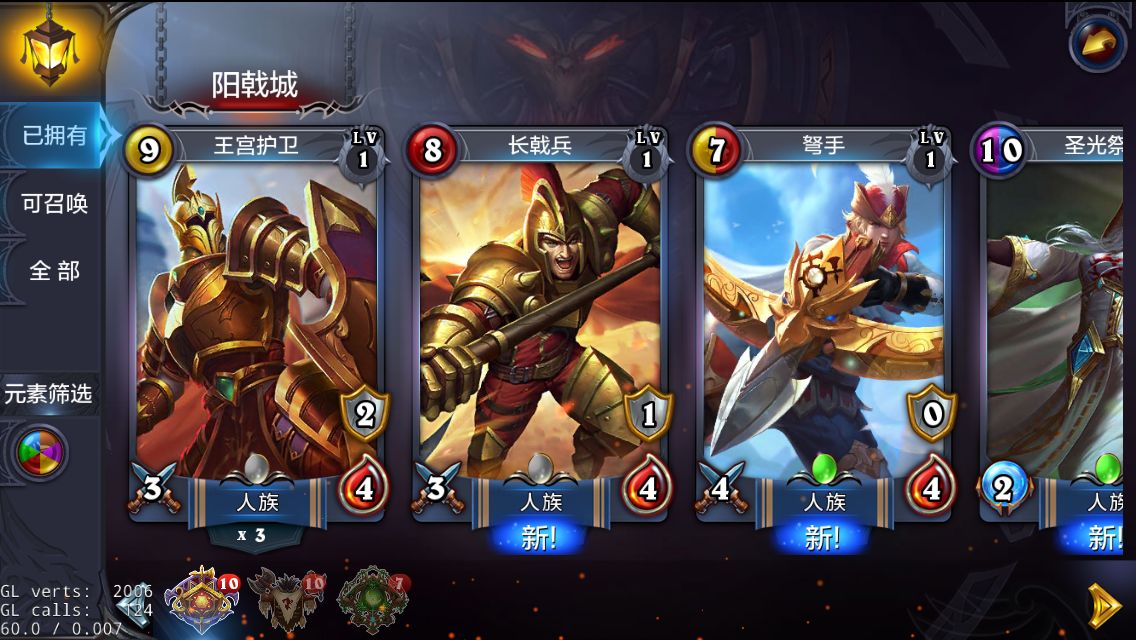 阳戟城
已拥有
可召唤
全部
元素筛选
9 王宫护卫 LV 1
2
3 人族 4
x 3
8 长戟兵 LV 1
1
3 人族 4
新!
7 弩手 LV 1
0
4 人族 4
新!
10 圣光祭
2 人族
新!
GL verts: 2006
GL calls: 124
60.0 / 0.007
10 10 7